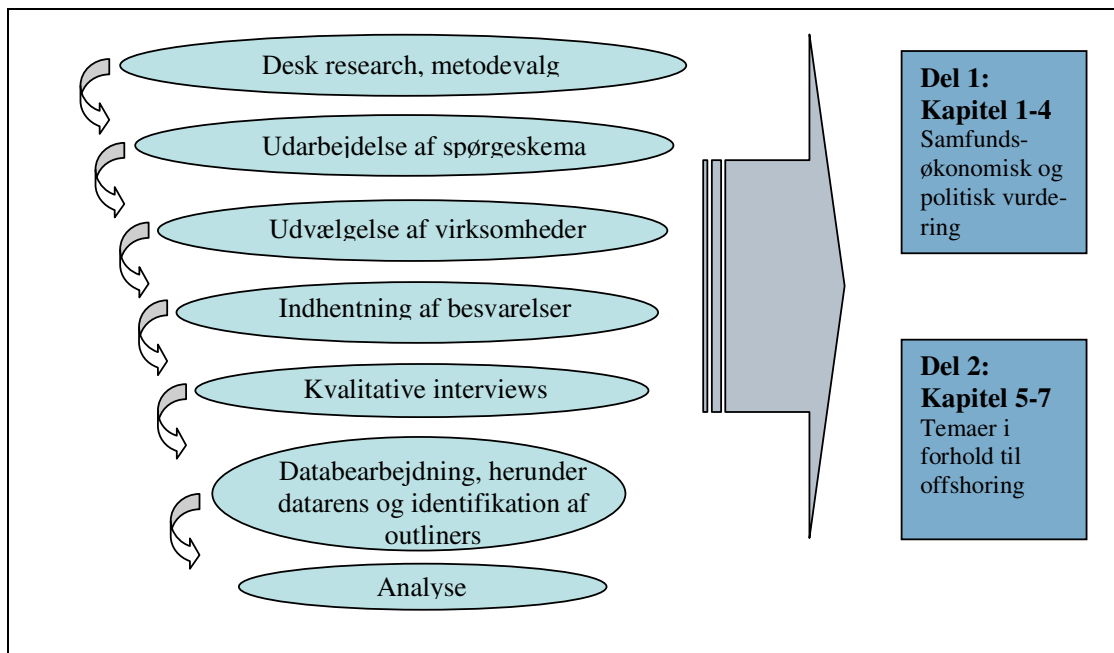 Desk research, metodevalg
Udarbejdelse af spørgeskema
Udvælgelse af virksomheder
Indhentning af besvarelser
Kvalitative interviews
Databearbejdning, herunder
datarens og identifikation af
outliners
Analyse
Del 1:
Kapitel 1-4
Samfunds-
økonomisk og
politisk vurde-
ring
Del 2:
Kapitel 5-7
Temaer i
forhold til
offshoring